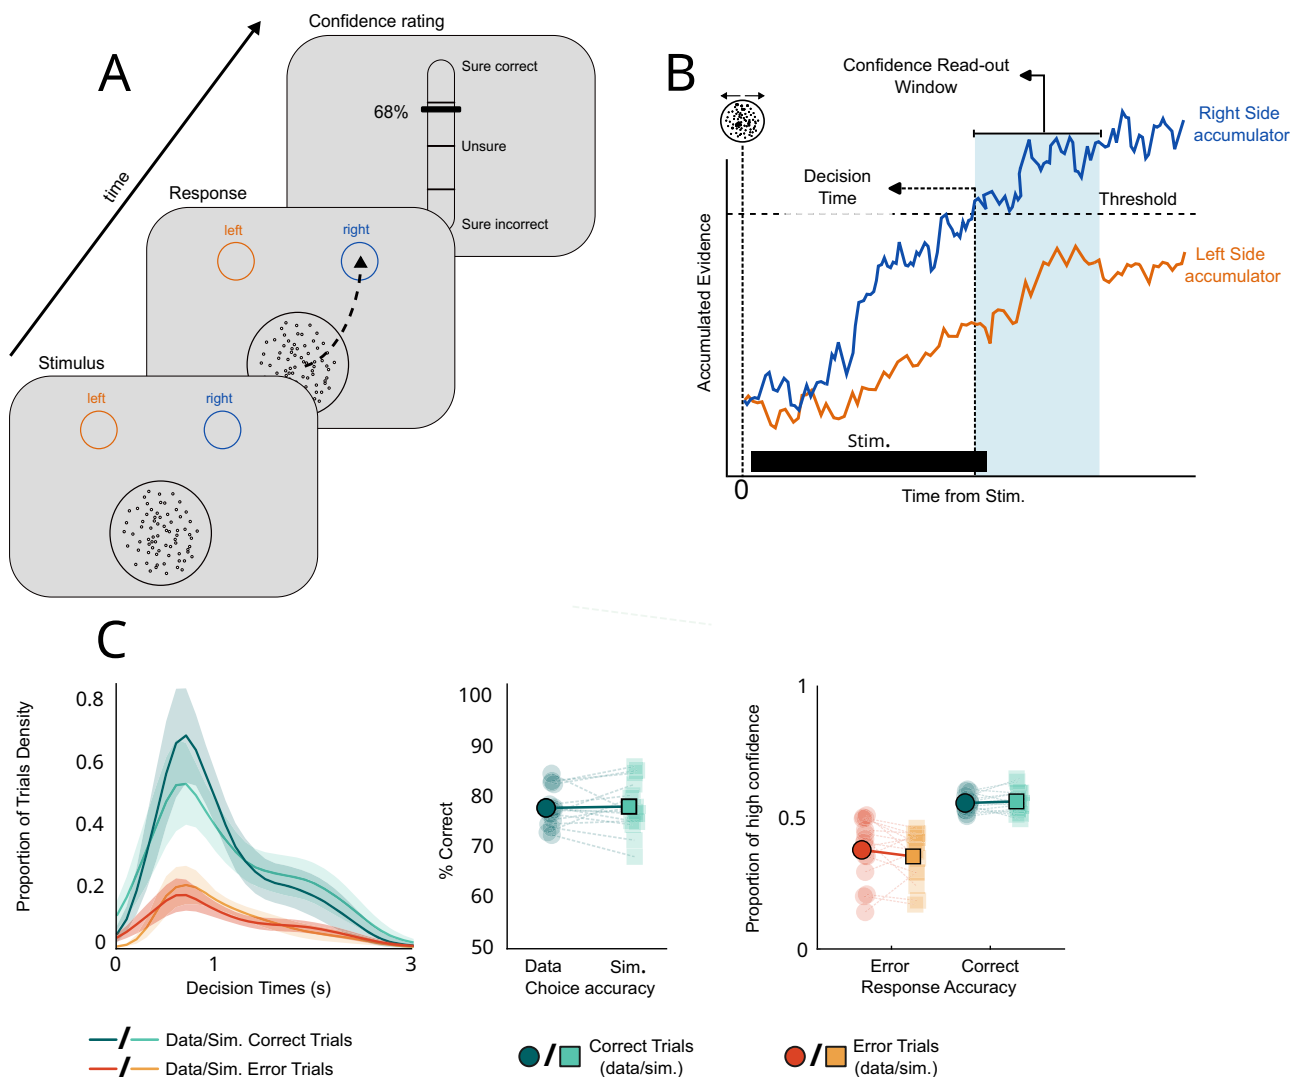 A
Confidence rating
Sure correct
68%
Unsure
Sure incorrect
time
Response
left
right
Stimulus
left
right
B
Confidence Read-out
Window
Right Side
accumulator
Decision
Time
Threshold
Left Side
accumulator
Accumulated Evidence
Stim.
0
Time from Stim.
C
Proportion of Trials Density
0.8
0.6
0.4
0.2
0
0
1
3
Decision Times (s)
% Correct
100
90
80
70
60
50
Data
Sim.
Choice accuracy
Proportion of high confidence
1
0.5
0
Error
Correct
Response Accuracy
/ Data/Sim. Correct Trials
/ Data/Sim. Error Trials
/ Correct Trials
(data/sim.)
/ Error Trials
(data/sim.)